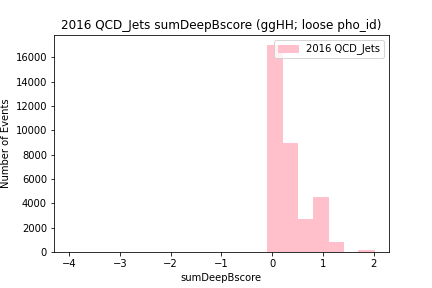 2016 QCD_Jets sumDeepBscore (ggHH; loose pho_id)
2016 QCD_Jets
16000
14000
12000
10000
8000
6000
4000
2000
0
Number of Events
−4 −3 −2 −1 0 1 2
sumDeepBscore